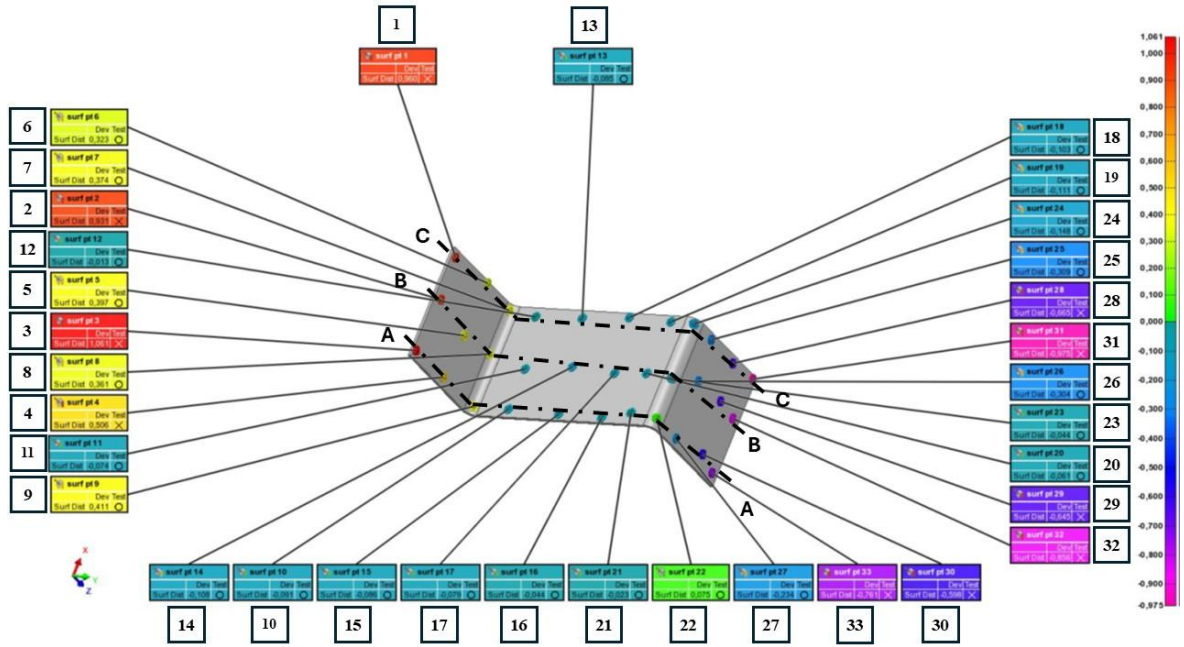 1
13
surf pt 1
Dev Test
Surf Dist 0,960 X
surf pt 13
Dev Test
Surf Dist -0,085 O
6
surf pt 6
Dev Test
Surf Dist 0,323 O
7
surf pt 7
Dev Test
Surf Dist 0,374 O
2
surf pt 2
Dev Test
Surf Dist 0,931 X
12
surf pt 12
Dev Test
Surf Dist -0,013 O
5
surf pt 5
Dev Test
Surf Dist 0,397 O
3
surf pt 3
Dev Test
Surf Dist 1,061 X
8
surf pt 8
Dev Test
Surf Dist 0,361 O
4
surf pt 4
Dev Test
Surf Dist 0,506 X
11
surf pt 11
Dev Test
Surf Dist -0,074 O
9
surf pt 9
Dev Test
Surf Dist 0,411 O
C
B
A
C
B
A
surf pt 18
Dev Test
Surf Dist -0,103 O
18
surf pt 19
Dev Test
Surf Dist -0,111 O
19
surf pt 24
Dev Test
Surf Dist -0,148 O
24
surf pt 25
Dev Test
Surf Dist -0,309 O
25
surf pt 28
Dev Test
Surf Dist -0,665 X
28
surf pt 31
Dev Test
Surf Dist -0,975 X
31
surf pt 26
Dev Test
Surf Dist -0,304 O
26
surf pt 23
Dev Test
Surf Dist -0,044 O
23
surf pt 20
Dev Test
Surf Dist -0,061 O
20
surf pt 29
Dev Test
Surf Dist -0,645 X
29
surf pt 32
Dev Test
Surf Dist X
32
X
Y
Z
surf pt 14
Dev Test
Surf Dist -0,108 O
14
surf pt 10
Dev Test
Surf Dist -0,091 O
10
surf pt 15
Dev Test
Surf Dist O
15
surf pt 17
Dev Test
Surf Dist -0,079 O
17
surf pt 16
Dev Test
Surf Dist -0,044 O
16
surf pt 21
Dev Test
Surf Dist -0,023 O
21
surf pt 22
Dev Test
Surf Dist 0,075 O
22
surf pt 27
Dev Test
Surf Dist -0,234 O
27
surf pt 33
Dev Test
Surf Dist -0,761 X
33
surf pt 30
Dev Test
Surf Dist X
30
1,061
1,000
0,900
0,800
0,700
0,600
0,500
0,400
0,300
0,200
0,100
0,000
-0,100
-0,200
-0,300
-0,400
-0,500
-0,600
-0,700
-0,800
-0,900
-0,975